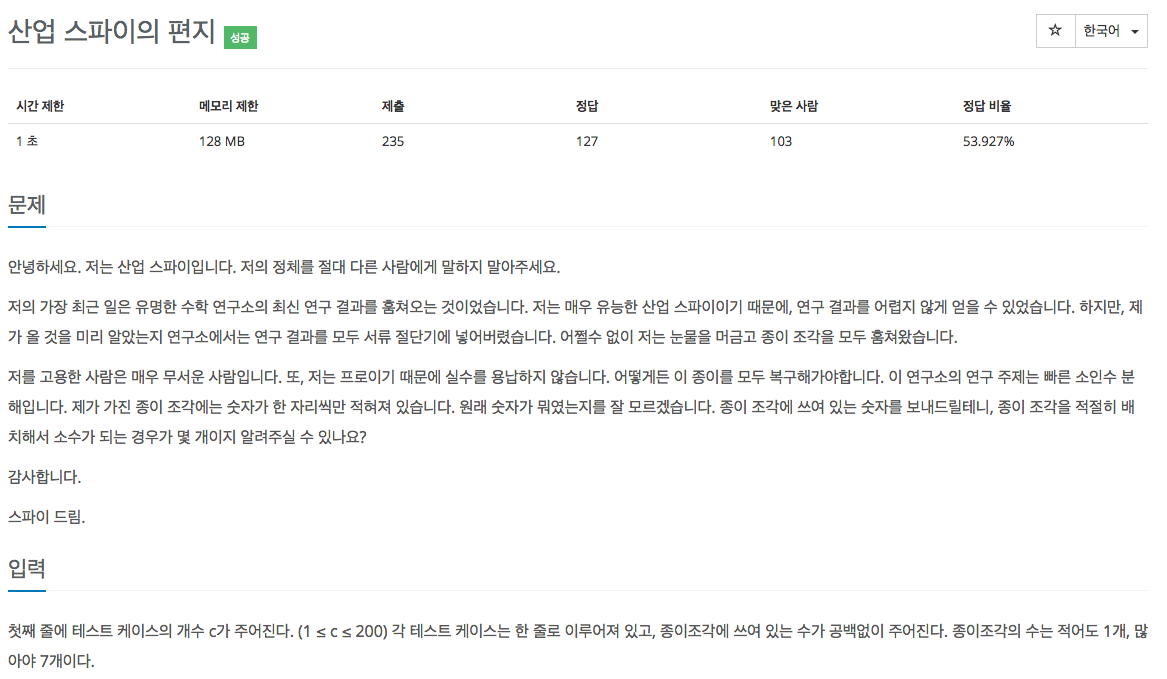 산업 스파이의 편지 성공
☆ 한국어
시간 제한 메모리 제한 제출 정답 맞은 사람 정답 비율
1 초 128 MB 235 127 103 53.927%
문제
안녕하세요. 저는 산업 스파이입니다. 저의 정체를 절대 다른 사람에게 말하지 말아주세요.
저의 가장 최근 일은 유명한 수학 연구소의 최신 연구 결과를 훔쳐오는 것이었습니다. 저는 매우 유능한 산업 스파이이기 때문에, 연구 결과를 어렵지 않게 얻을 수 있었습니다. 하지만, 제
가 올 것을 미리 알았는지 연구소에서는 연구 결과를 모두 서류 절단기에 넣어버렸습니다. 어쩔수 없이 저는 눈물을 머금고 종이 조각을 모두 훔쳐왔습니다.
저를 고용한 사람은 매우 무서운 사람입니다. 또, 저는 프로이기 때문에 실수를 용납하지 않습니다. 어떻게든 이 종이를 모두 복구해가야합니다. 이 연구소의 연구 주제는 빠른 소인수 분
해입니다. 제가 가진 종이 조각에는 숫자가 한 자리씩만 적혀져 있습니다. 원래 숫자가 뭐였는지를 잘 모르겠습니다. 종이 조각에 쓰여 있는 숫자를 보내드릴테니, 종이 조각을 적절히 배
치해서 소수가 되는 경우가 몇 개이지 알려주실 수 있나요?
감사합니다.
스파이 드림.
입력
첫째 줄에 테스트 케이스의 개수 c가 주어진다. (1 ≤ c ≤ 200) 각 테스트 케이스는 한 줄로 이루어져 있고, 종이조각에 쓰여 있는 수가 공백없이 주어진다. 종이조각의 수는 적어도 1개, 많
아야 7개이다.